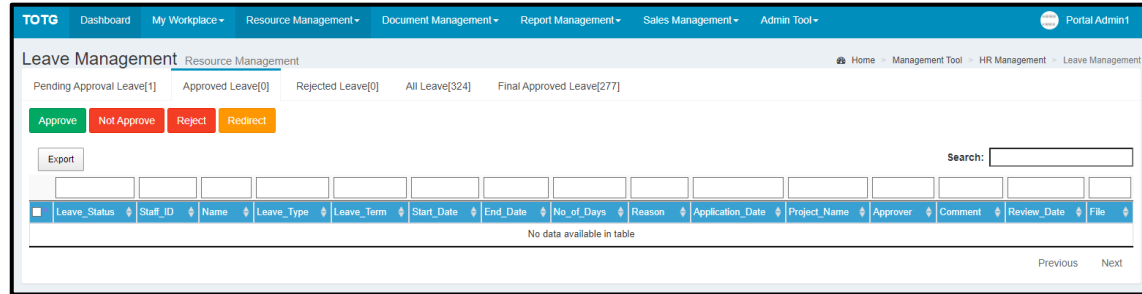 TOTG Dashboard My Workplace Resource Management Document Management Report Management Sales Management Admin Tool Portal Admin1
Leave Management Resource Management Home > Management Tool > HR Management > Leave Management
Pending Approval Leave[1] Approved Leave[0] Rejected Leave[0] All Leave[324] Final Approved Leave[277]
Approve Not Approve Reject Redirect
Export Search:
Leave_Status Staff_ID Name Leave_Type Leave_Term Start_Date End_Date No_of_Days Reason Application_Date Project_Name Approver Comment Review_Date File
No data available in table
Previous Next